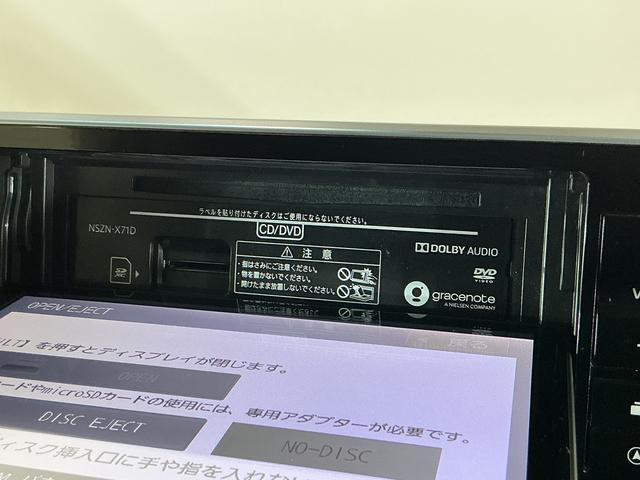 ラベルを貼り付けたディスクはご使用にならないでください。
CD/DVD
NSZN-X71D
注意
・指はさみにご注意ください。
・物を置かないでください。
・開けたまま放置しないでください。
DOLBY AUDIO
DVD
VIDEO
gracenote
A NIELSEN COMPANY
OPEN/EJECT
戻る
を押すとディスプレイが閉じます。
OPEN
ードやmicroSDカードの使用には、専用アダプターが必要です。
DISC EJECT
NO-DISC
ディスク挿入口に手や指を入れな